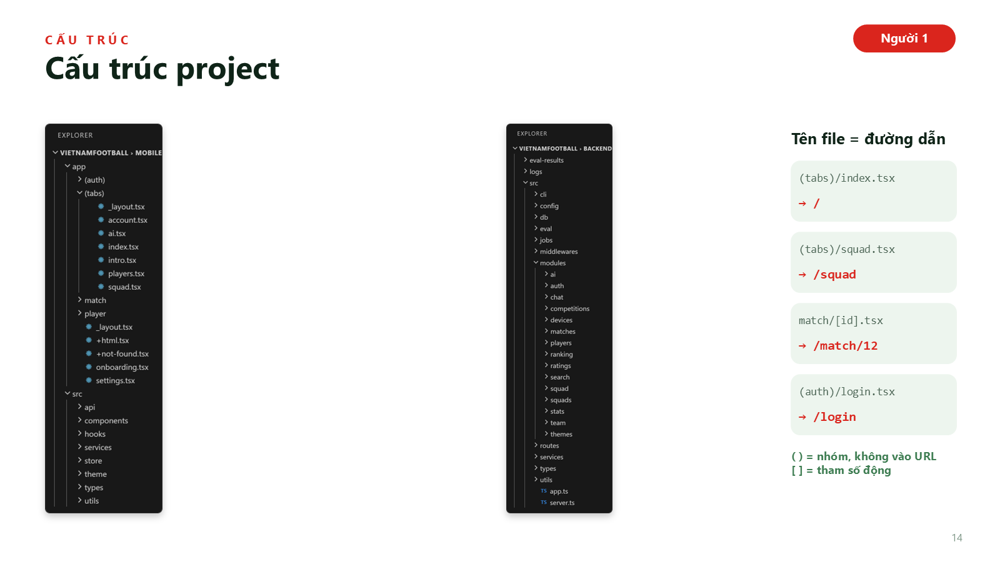 CẤU TRÚC
Cấu trúc project
Người 1
EXPLORER
VIETNAMFOOTBALL › MOBILE
app
(auth)
(tabs)
_layout.tsx
account.tsx
ai.tsx
index.tsx
intro.tsx
players.tsx
squad.tsx
match
player
_layout.tsx
+html.tsx
+not-found.tsx
onboarding.tsx
settings.tsx
src
api
components
hooks
services
store
theme
types
utils
EXPLORER
VIETNAMFOOTBALL › BACKEND
eval-results
logs
src
cli
config
db
eval
jobs
middlewares
modules
ai
auth
chat
competitions
devices
matches
players
ranking
ratings
search
squad
squads
stats
team
themes
routes
services
types
utils
TS app.ts
TS server.ts
Tên file = đường dẫn
(tabs)/index.tsx
→ /
(tabs)/squad.tsx
→ /squad
match/[id].tsx
→ /match/12
(auth)/login.tsx
→ /login
( ) = nhóm, không vào URL
[ ] = tham số động
14